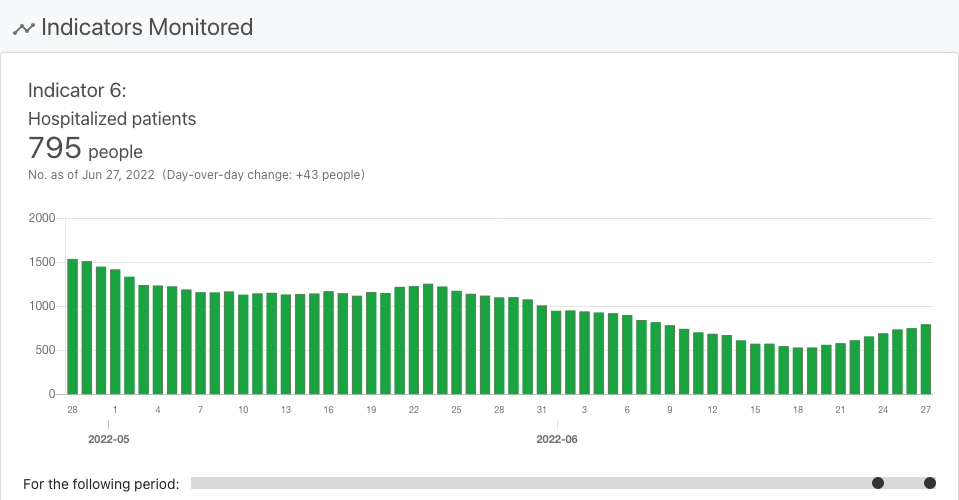 Indicators Monitored
Indicator 6:
Hospitalized patients
795 people
No. as of Jun 27, 2022 (Day-over-day change: +43 people)
2000
1500
1000
500
0
28 1 4 7 10 13 16 19 22 25 28 31 3 6 9 12 15 18 21 24 27
2022-05 2022-06
For the following period: